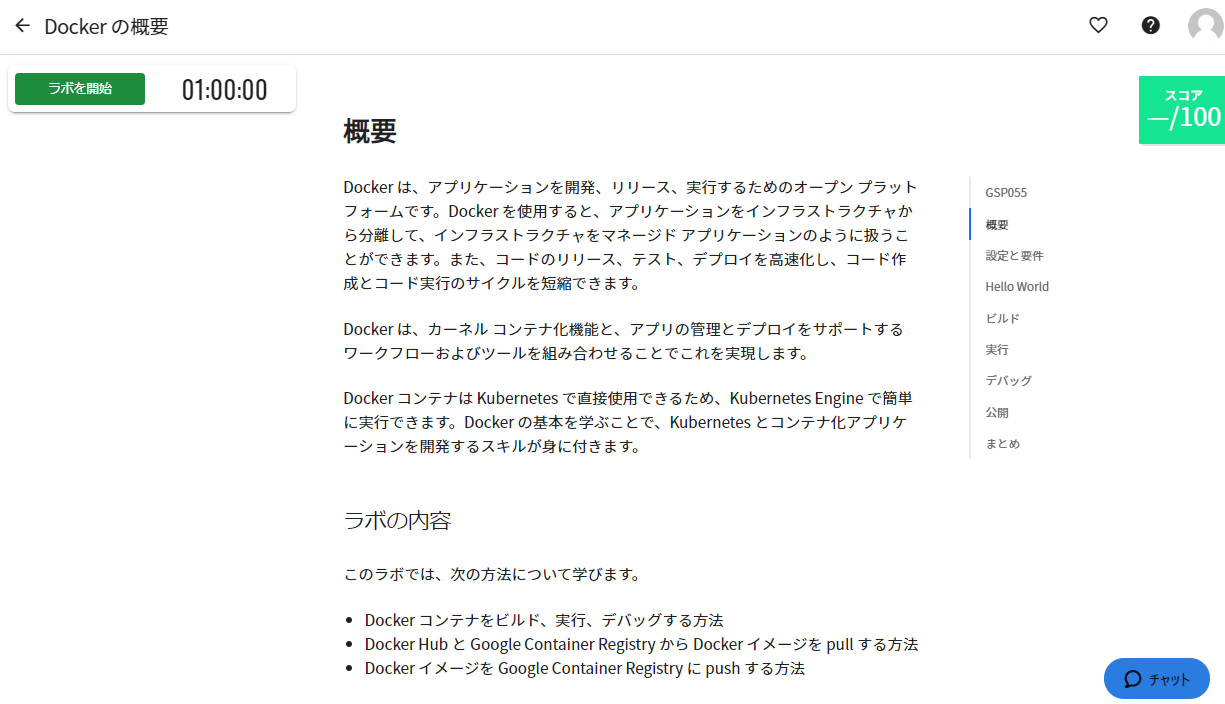 Docker の概要
ラボを開始
01:00:00
スコア
—/100
概要
Docker は、アプリケーションを開発、リリース、実行するためのオープン プラット
フォームです。Docker を使用すると、アプリケーションをインフラストラクチャか
ら分離して、インフラストラクチャをマネージド アプリケーションのように扱うこ
とができます。また、コードのリリース、テスト、デプロイを高速化し、コード作
成とコード実行のサイクルを短縮できます。
Docker は、カーネル コンテナ化機能と、アプリの管理とデプロイをサポートする
ワークフローおよびツールを組み合わせることでこれを実現します。
Docker コンテナは Kubernetes で直接使用できるため、Kubernetes Engine で簡単
に実行できます。Docker の基本を学ぶことで、Kubernetes とコンテナ化アプリケ
ーションを開発するスキルが身に付きます。
ラボの内容
このラボでは、次の方法について学びます。
• Docker コンテナをビルド、実行、デバッグする方法
• Docker Hub と Google Container Registry から Docker イメージを pull する方法
• Docker イメージを Google Container Registry に push する方法
GSP055
概要
設定と要件
Hello World
ビルド
実行
デバッグ
公開
まとめ
チャット